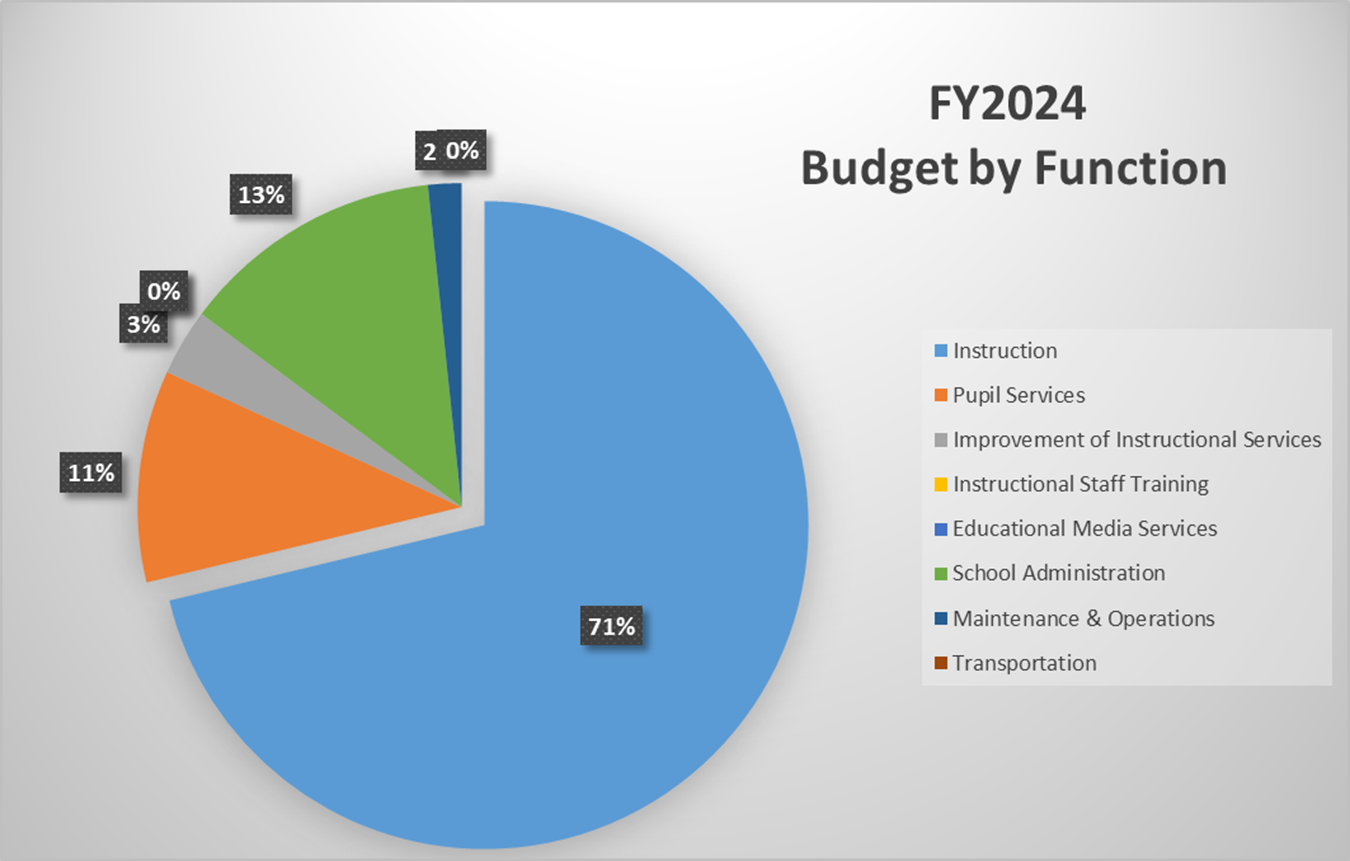 FY2024
Budget by Function
2
0%
13%
0%
3%
11%
71%
Instruction
Pupil Services
Improvement of Instructional Services
Instructional Staff Training
Educational Media Services
School Administration
Maintenance & Operations
Transportation